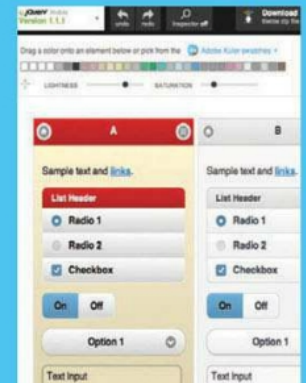 jQuery Mobile
Version 1.1.1
undo
redo
Inspector off
Download
theme zip file
Drag a color onto an element below or pick from the Adobe Kuler swatches
LIGHTNESS
SATURATION
A
B
Sample text and links.
Sample text and links.
List Header
List Header
Radio 1
Radio 1
Radio 2
Radio 2
Checkbox
Checkbox
On
Off
On
Off
Option 1
Option 1
Text Input
Text Input